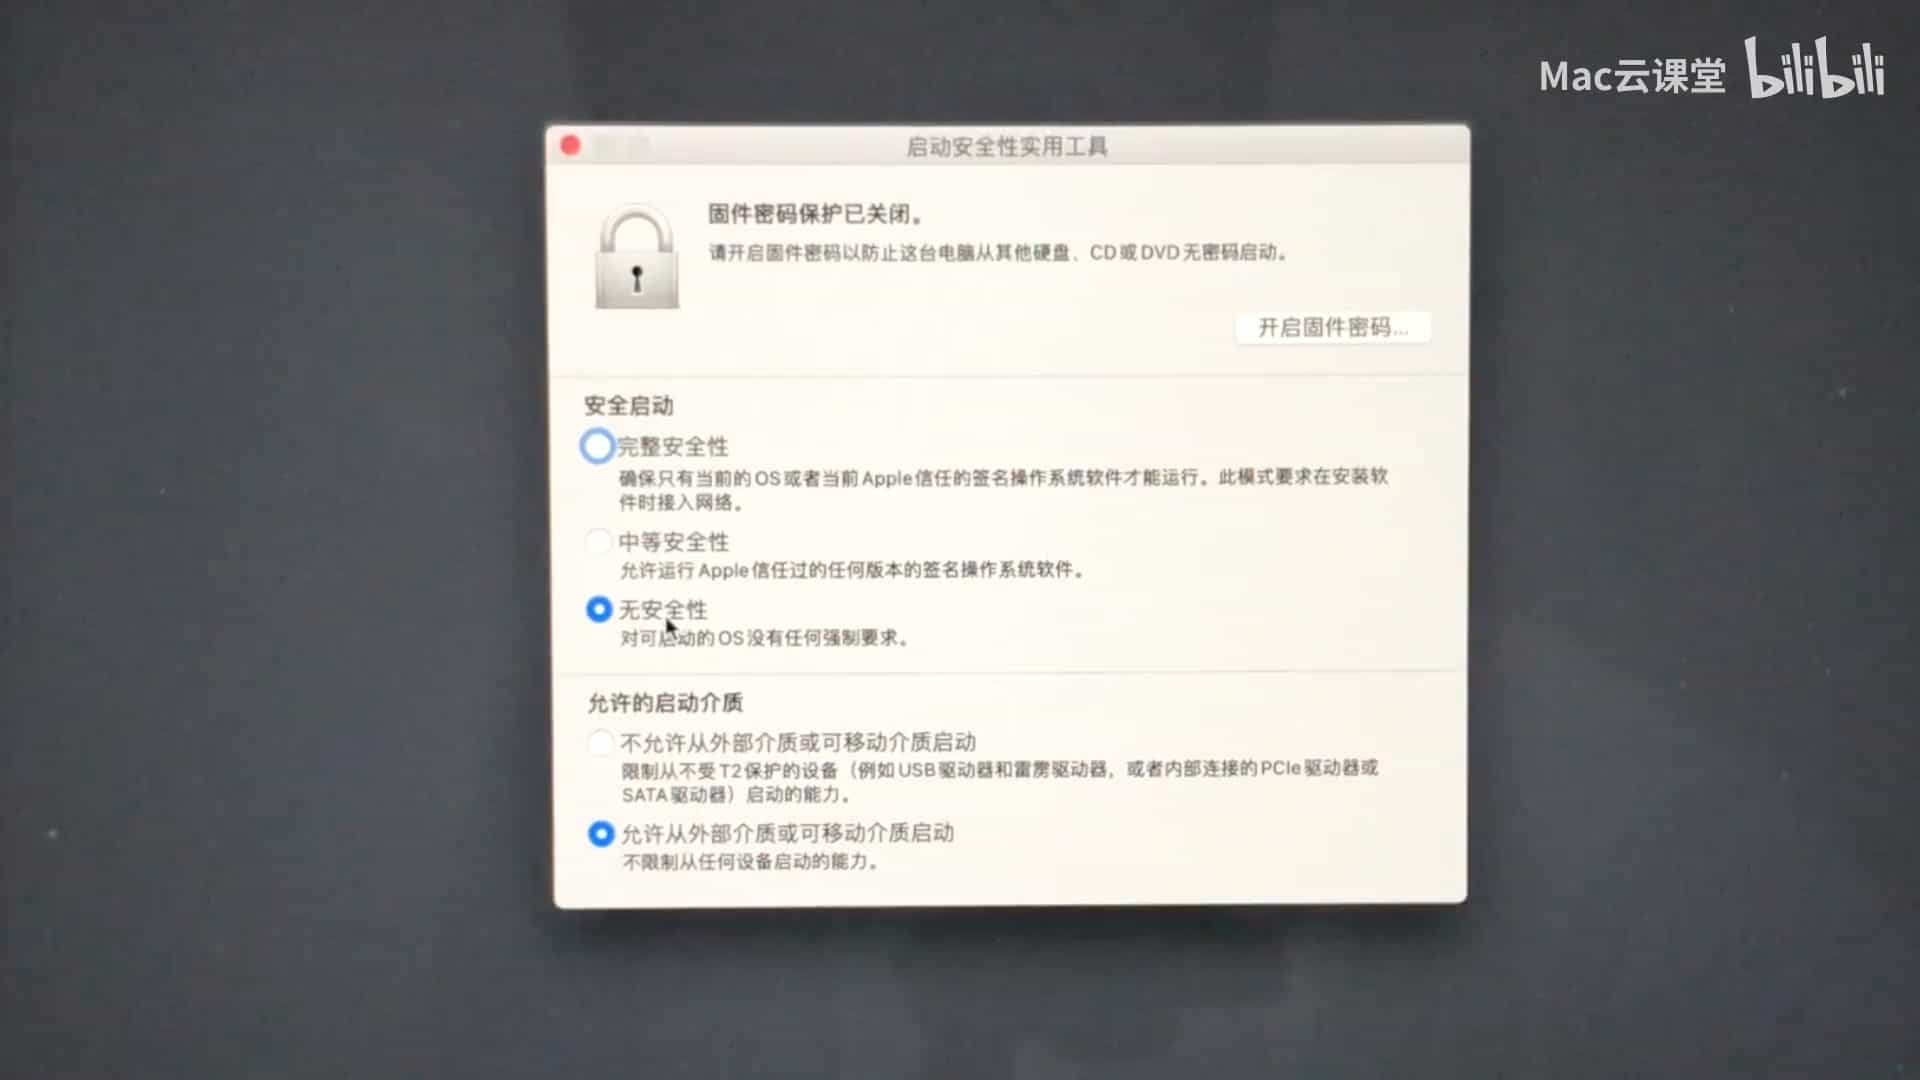 Mac云课堂 bilibili
启动安全性实用工具
固件密码保护已关闭。
请开启固件密码以防止这台电脑从其他硬盘、CD或DVD无密码启动。
开启固件密码...
安全启动
完整安全性
确保只有当前的OS或者当前Apple信任的签名操作系统软件才能运行。此模式要求在安装软
件时接入网络。
中等安全性
允许运行Apple信任过的任何版本的签名操作系统软件。
无安全性
对可启动的OS没有任何强制要求。
允许的启动介质
不允许从外部介质或可移动介质启动
限制从不受T2保护的设备（例如USB驱动器和雷雳驱动器，或者内部连接的PCIe驱动器或
SATA驱动器）启动的能力。
允许从外部介质或可移动介质启动
不限制从任何设备启动的能力。